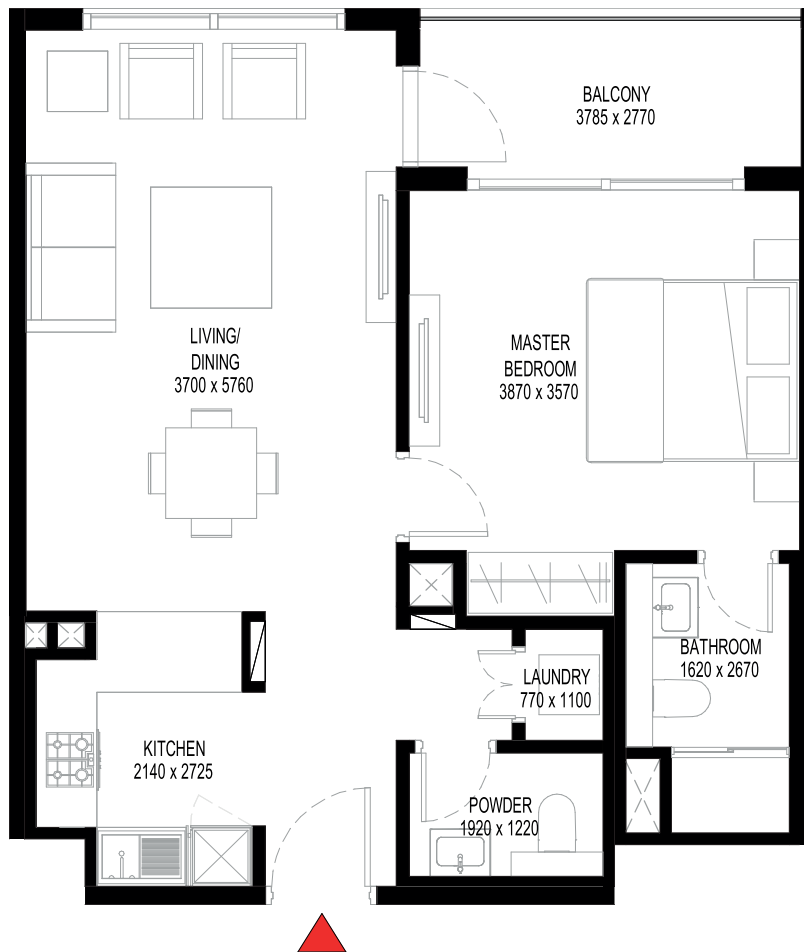 BALCONY
3785 x 2770
LIVING/
DINING
3700 x 5760
MASTER
BEDROOM
3870 x 3570
BATHROOM
1620 x 2670
LAUNDRY
770 x 1100
KITCHEN
2140 x 2725
POWDER
1920 x 1220